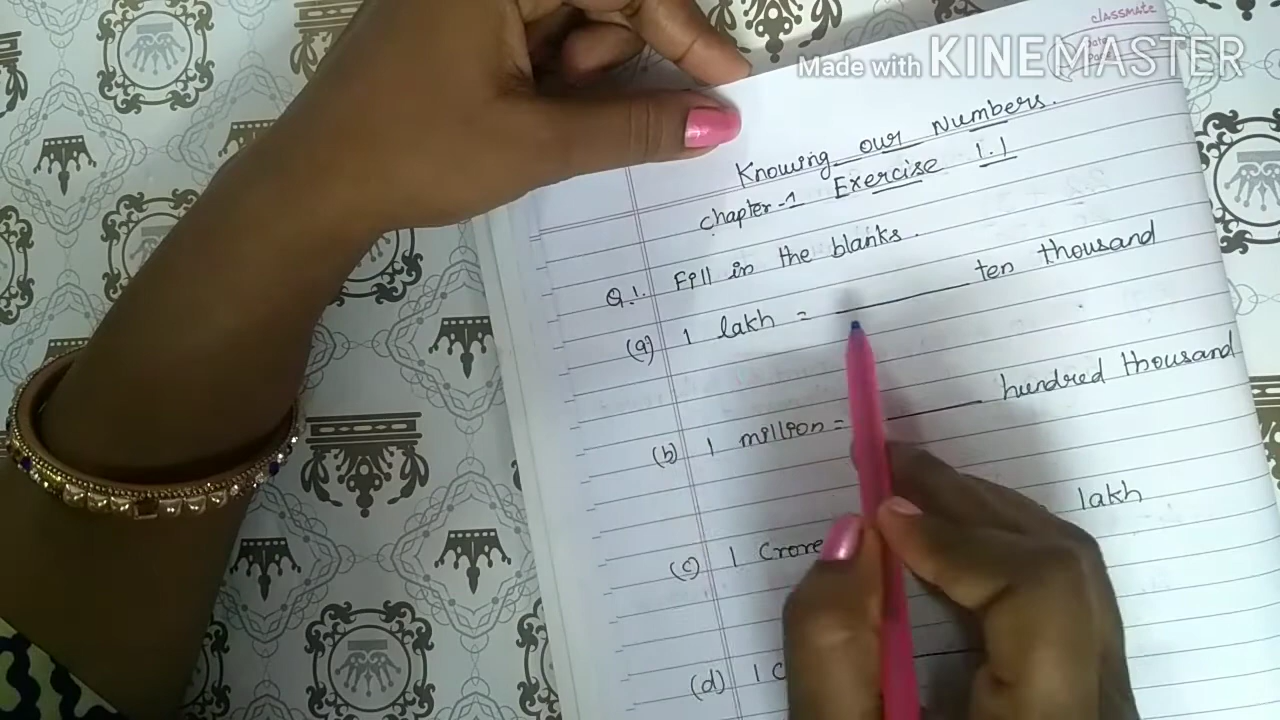 classmate
Made with KINEMASTER
Knowing our Numbers.
Chapter-1 Exercise 1.1
Q.1. Fill in the blanks.
(a) 1 lakh = ______ ten thousand
(b) 1 million = ______ hundred thousand
(c) 1 Crore lakh
(d) 1 C